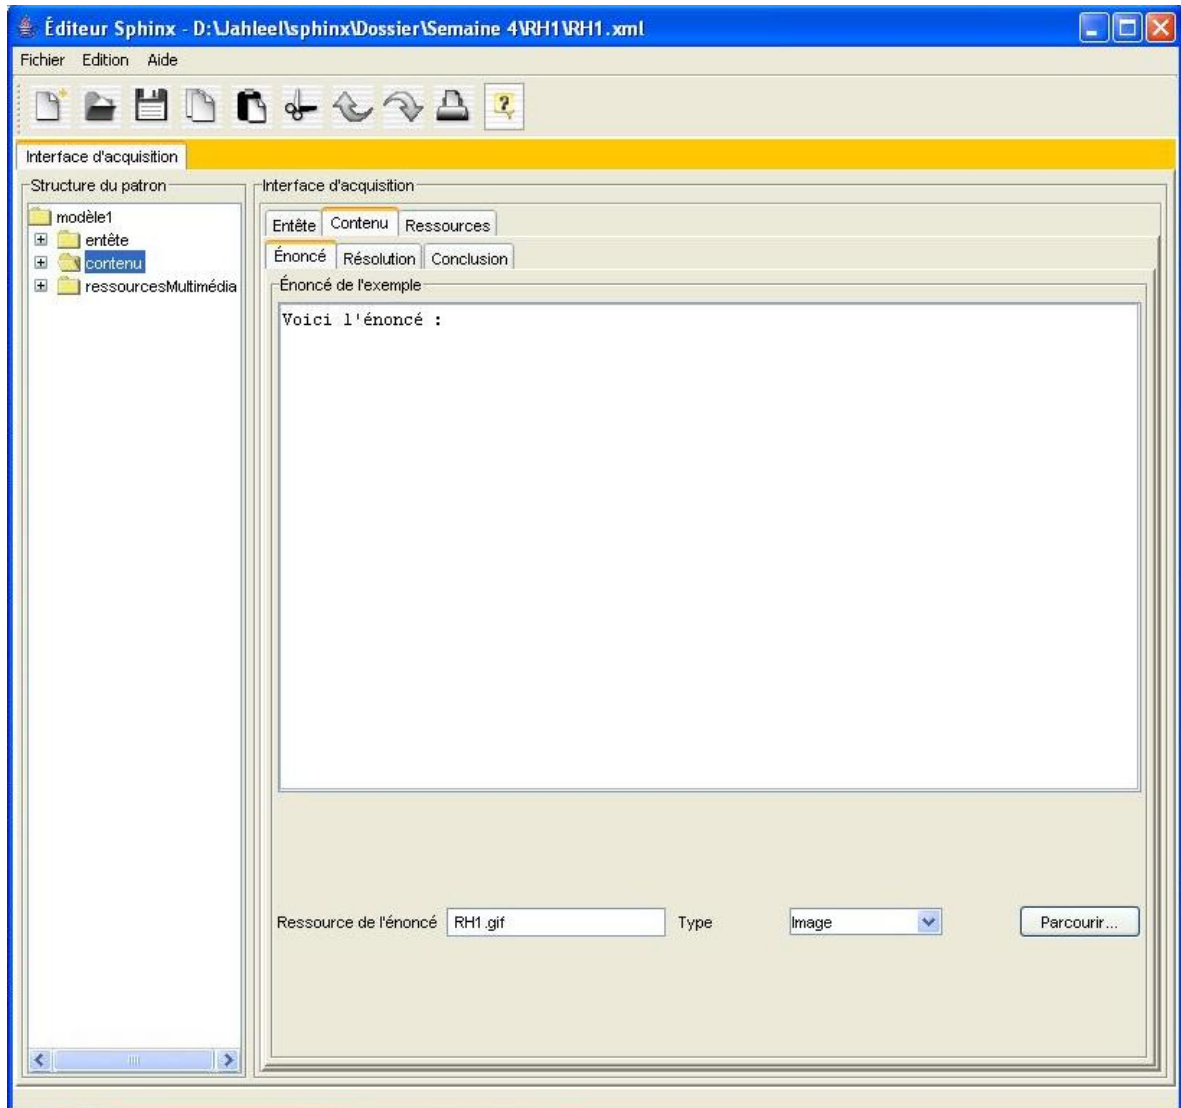 Éditeur Sphinx - D:\Jahleel\sphinx\Dossier\Semaine 4\RH1\RH1.xml
Fichier Edition Aide
Interface d'acquisition
Structure du patron
modèle1
entête
contenu
ressourcesMultimédia
Interface d'acquisition
Entête Contenu Ressources
Énoncé Résolution Conclusion
Énoncé de l'exemple
Voici l'énoncé :
Ressource de l'énoncé RH1.gif Type Image Parcourir...